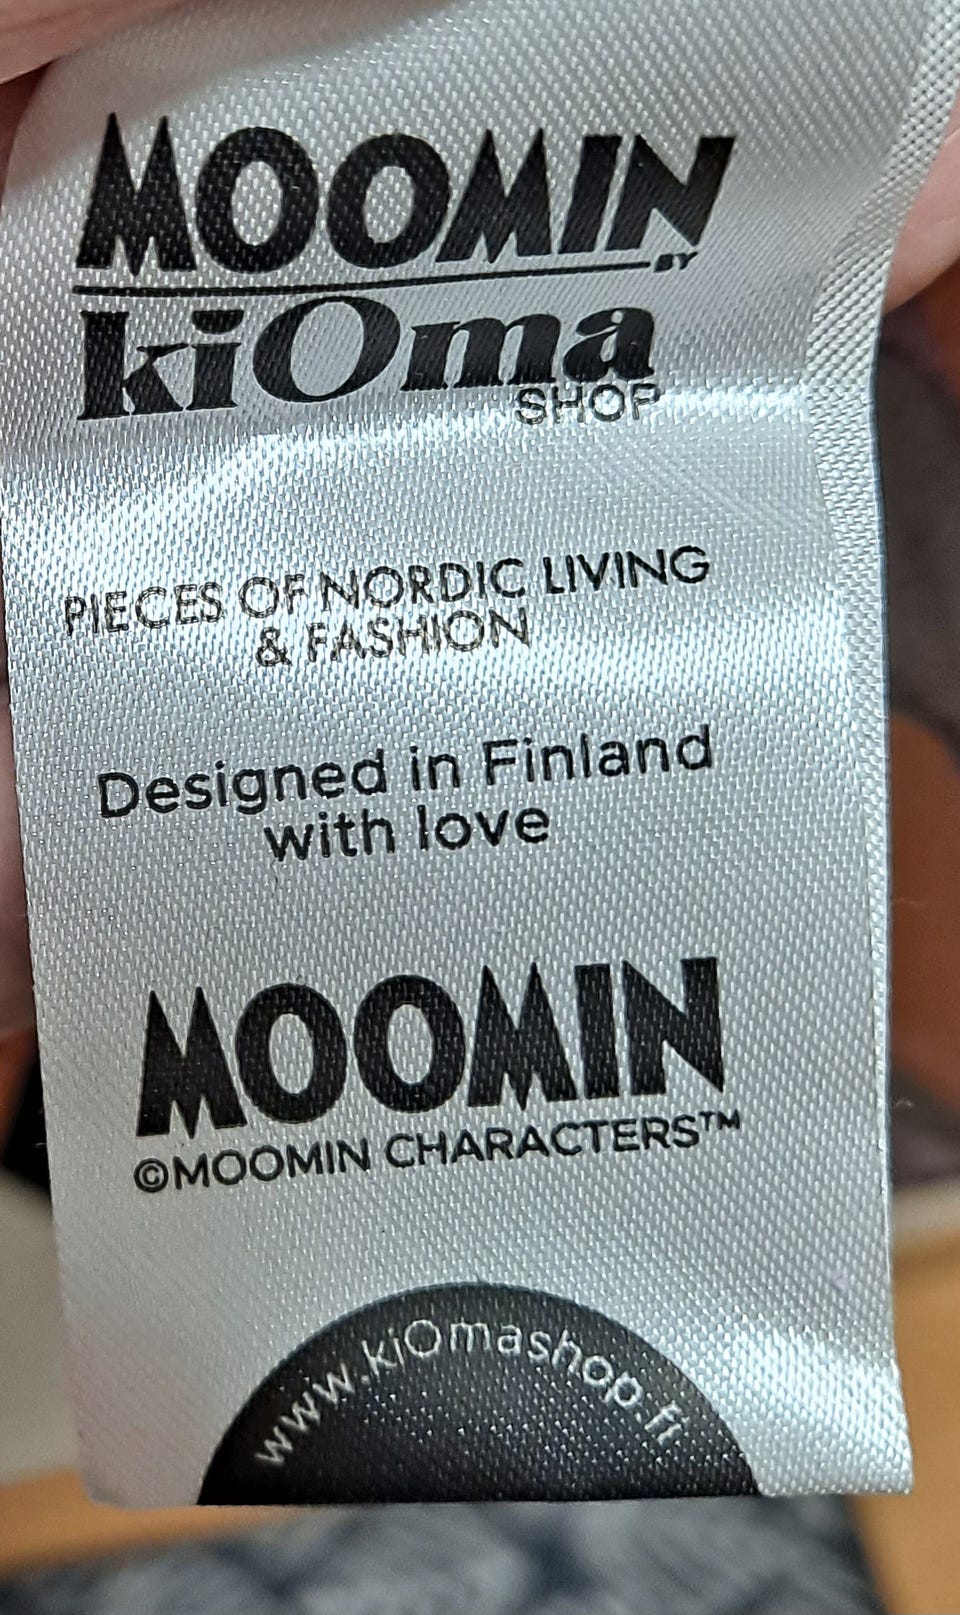 MOOMIN
BY
kiOma
SHOP
PIECES OF NORDIC LIVING
& FASHION
Designed in Finland
with love
MOOMIN
©MOOMIN CHARACTERS™
www.kiOmashop.fi